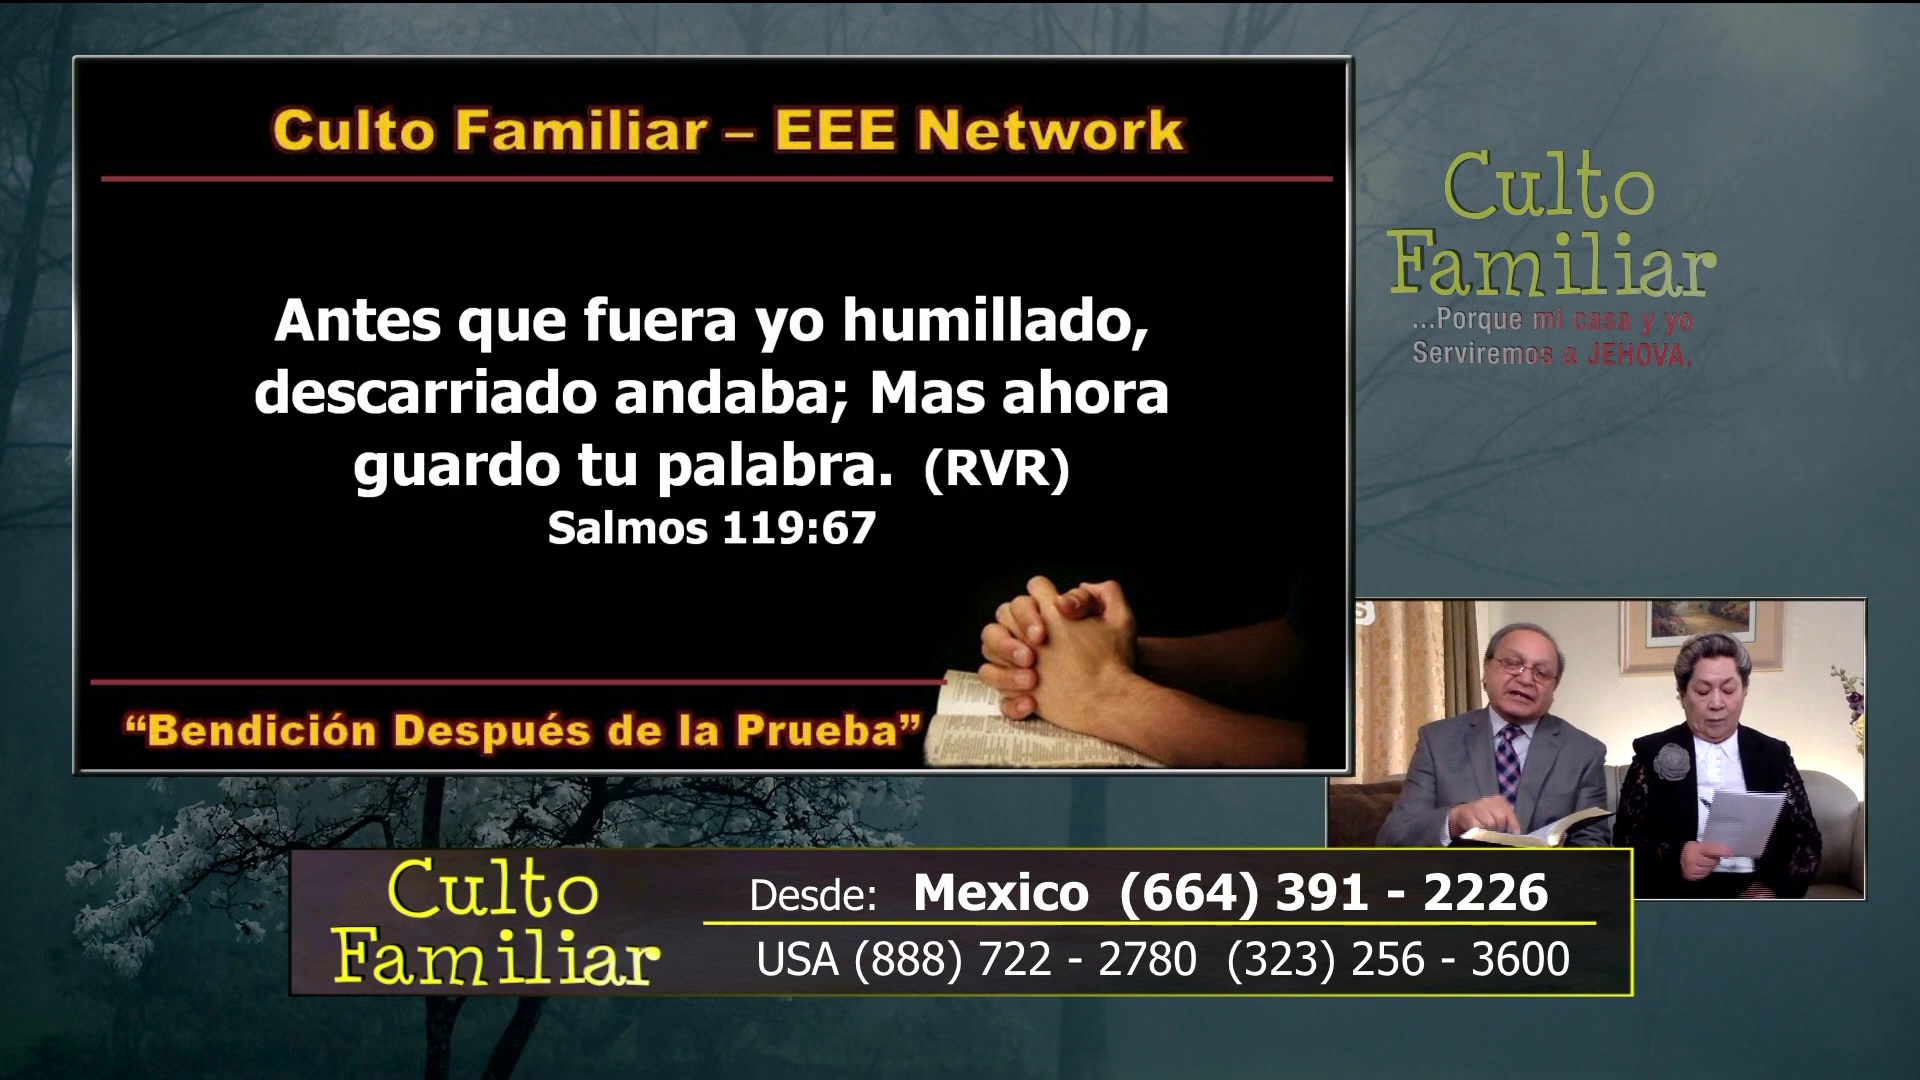 Culto Familiar – EEE Network
Antes que fuera yo humillado,
descarriado andaba; Mas ahora
guardo tu palabra. (RVR)
Salmos 119:67
“Bendición Después de la Prueba”
Culto
Familiar
...Porque mi casa y yo
Serviremos a JEHOVA.
S
Culto
Familiar
Desde: Mexico (664) 391 - 2226
USA (888) 722 - 2780 (323) 256 - 3600